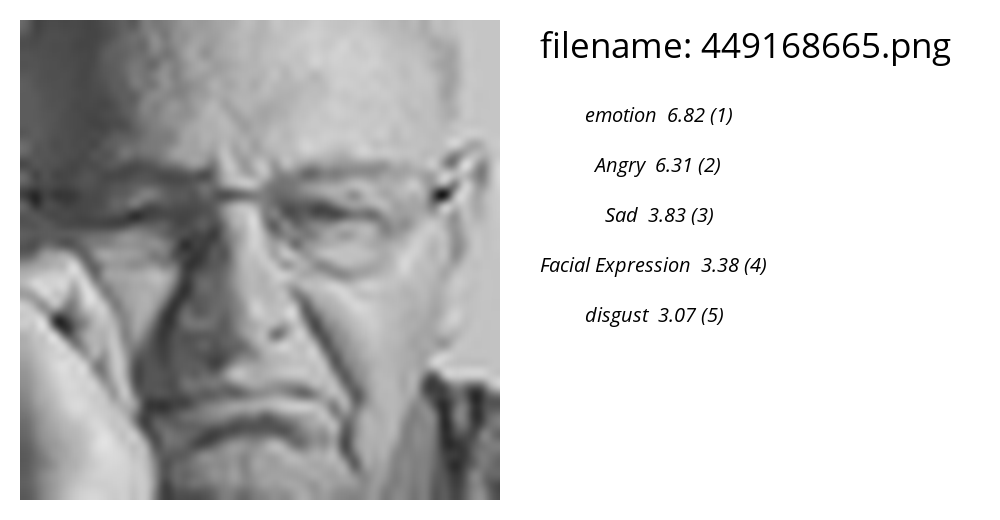 filename: 449168665.png
emotion 6.82 (1)
Angry 6.31 (2)
Sad 3.83 (3)
Facial Expression 3.38 (4)
disgust 3.07 (5)